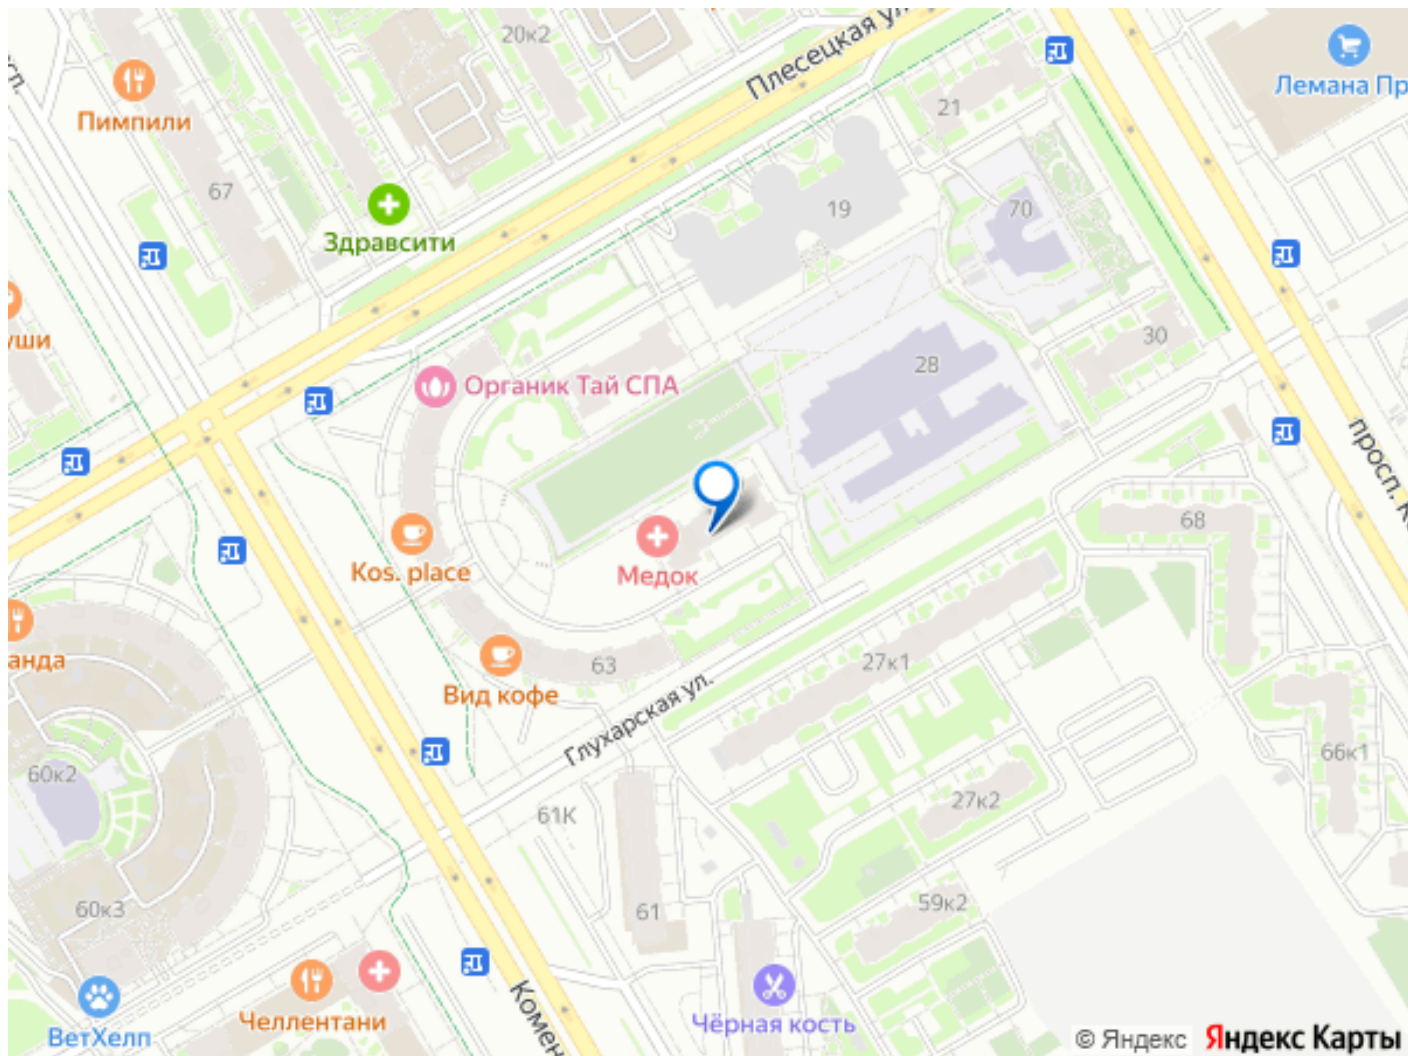 20к2
Плесецкая ул.
Лемана Пр
сп.
Пимпили
21
67
19
70
Здравсити
уши
30
28
Органик Тай СПА
просп. К
68
Kos. place
Медок
анда
63
27к1
Вид кофе
Глухарская ул.
66к1
60к2
27к2
61К
60к3
61
59к2
Комен
Челлентани
Чёрная кость
ВетХелп
© Яндекс Яндекс Карты